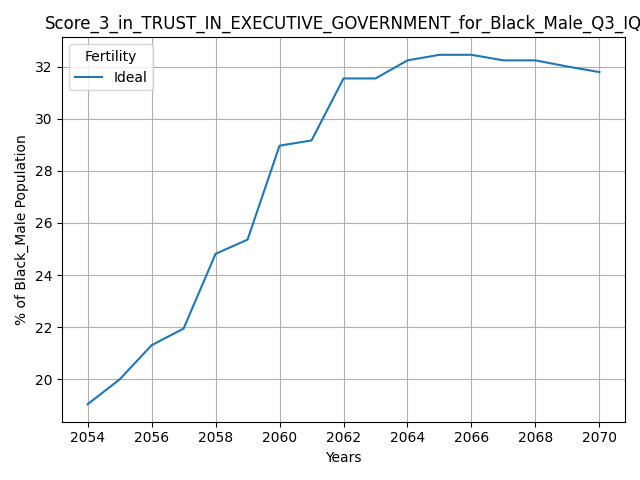 Score_3_in_TRUST_IN_EXECUTIVE_GOVERNMENT_for_Black_Male_Q3_IQ
Fertility
Ideal
% of Black_Male Population
32
30
28
26
24
22
20
2054 2056 2058 2060 2062 2064 2066 2068 2070
Years